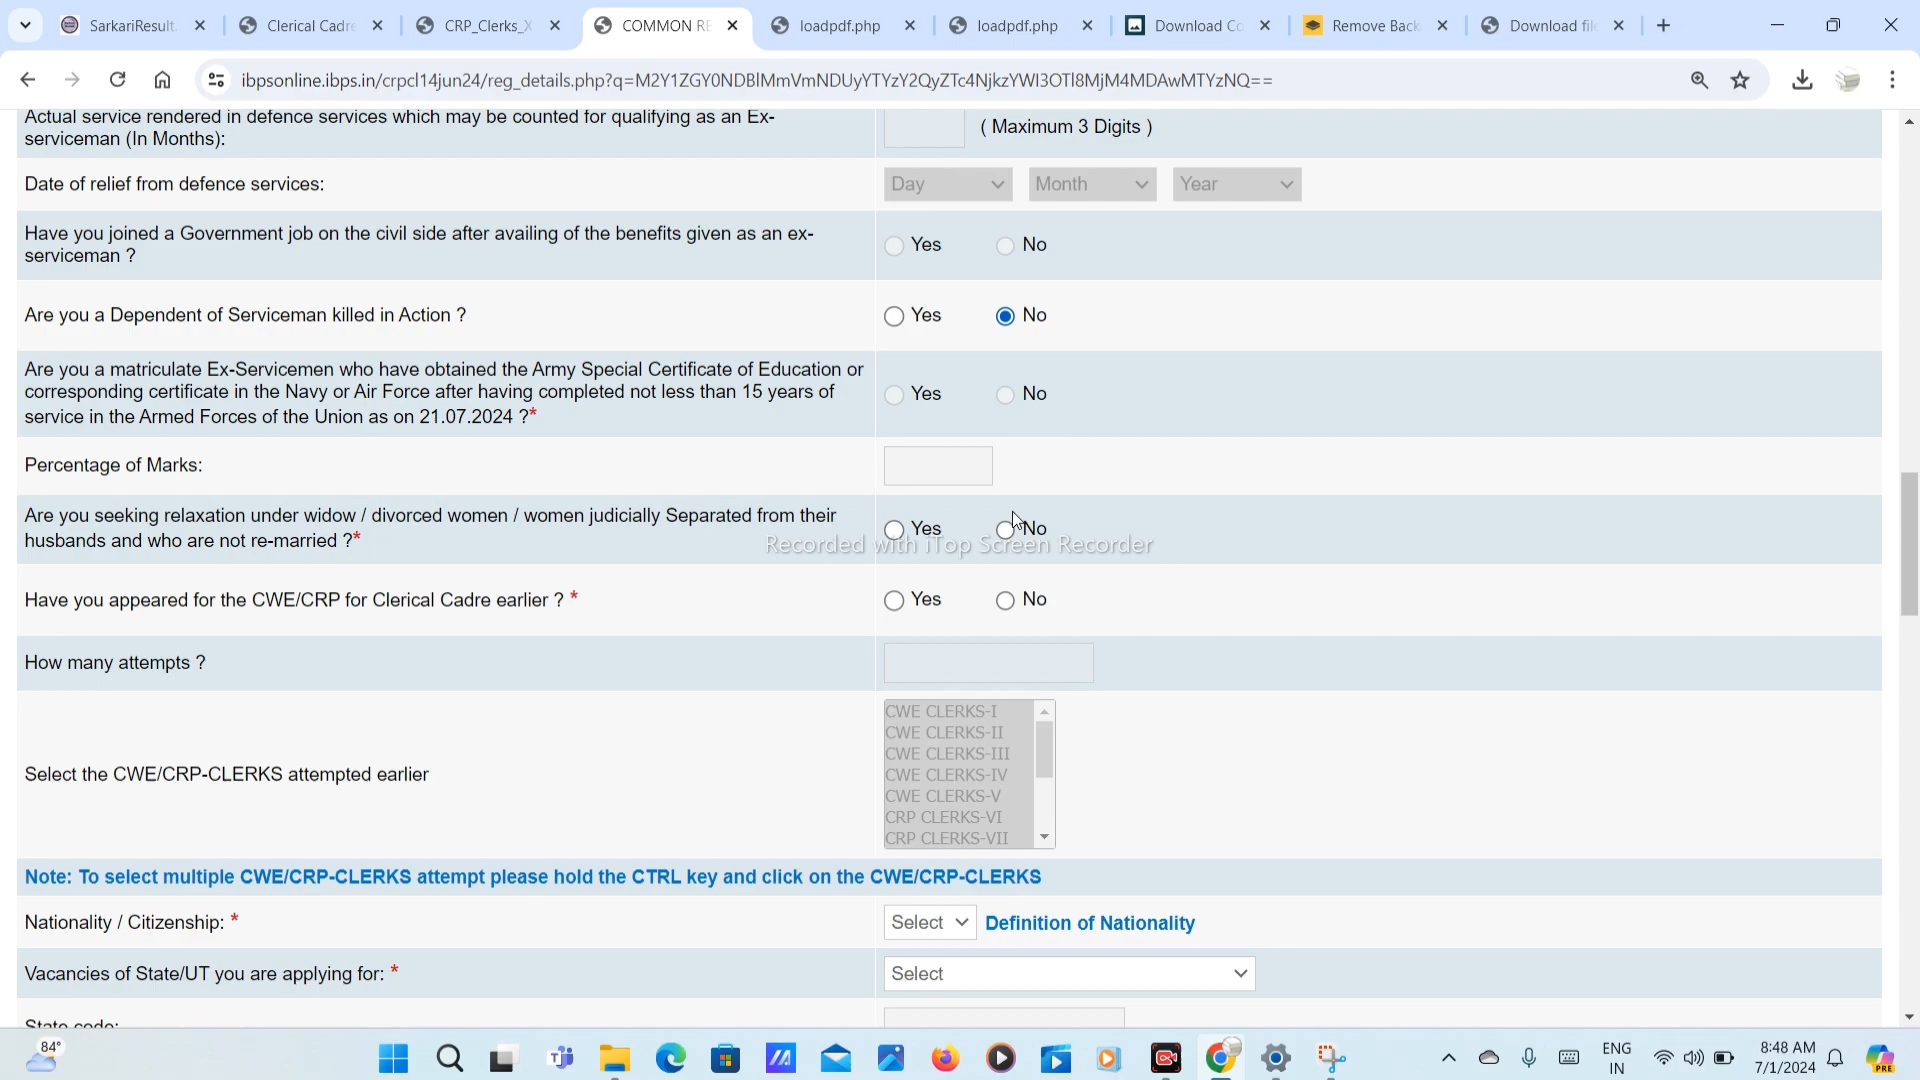 SarkariResult.
Clerical Cadre
CRP_Clerks_X
COMMON RE
loadpdf.php
loadpdf.php
Download Co
Remove Back
Download file
ibpsonline.ibps.in/crpcl14jun24/reg_details.php?q=M2Y1ZGY0NDBlMmVmNDUyYTYzY2QyZTc4NjkzYWI3OTl8MjM4MDAwMTYzNQ==
Actual service rendered in defence services which may be counted for qualifying as an Ex-
serviceman (In Months):
( Maximum 3 Digits )
Date of relief from defence services:
Day Month Year
Have you joined a Government job on the civil side after availing of the benefits given as an ex-
serviceman ?
Yes No
Are you a Dependent of Serviceman killed in Action ?
Yes No
Are you a matriculate Ex-Servicemen who have obtained the Army Special Certificate of Education or
corresponding certificate in the Navy or Air Force after having completed not less than 15 years of
service in the Armed Forces of the Union as on 21.07.2024 ?*
Yes No
Percentage of Marks:
Are you seeking relaxation under widow / divorced women / women judicially Separated from their
husbands and who are not re-married ?*
Yes No
Recorded with iTop Screen Recorder
Have you appeared for the CWE/CRP for Clerical Cadre earlier ? *
Yes No
How many attempts ?
Select the CWE/CRP-CLERKS attempted earlier
CWE CLERKS-I
CWE CLERKS-II
CWE CLERKS-III
CWE CLERKS-IV
CWE CLERKS-V
CRP CLERKS-VI
CRP CLERKS-VII
Note: To select multiple CWE/CRP-CLERKS attempt please hold the CTRL key and click on the CWE/CRP-CLERKS
Nationality / Citizenship: *
Select Definition of Nationality
Vacancies of State/UT you are applying for: *
Select
State code:
84°
ENG
IN
8:48 AM
7/1/2024
PRE